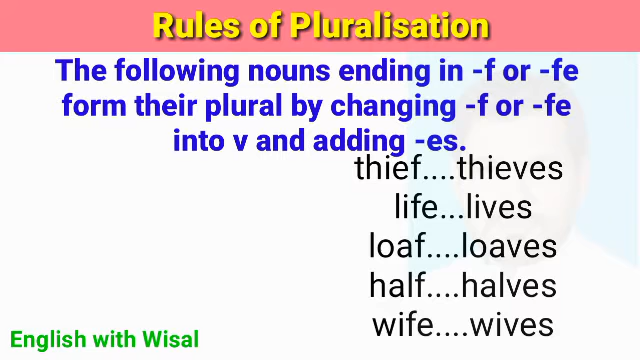 Rules of Pluralisation
The following nouns ending in -f or -fe
form their plural by changing -f or -fe
into v and adding -es.
thief....thieves
life...lives
loaf....loaves
half....halves
wife....wives
English with Wisal